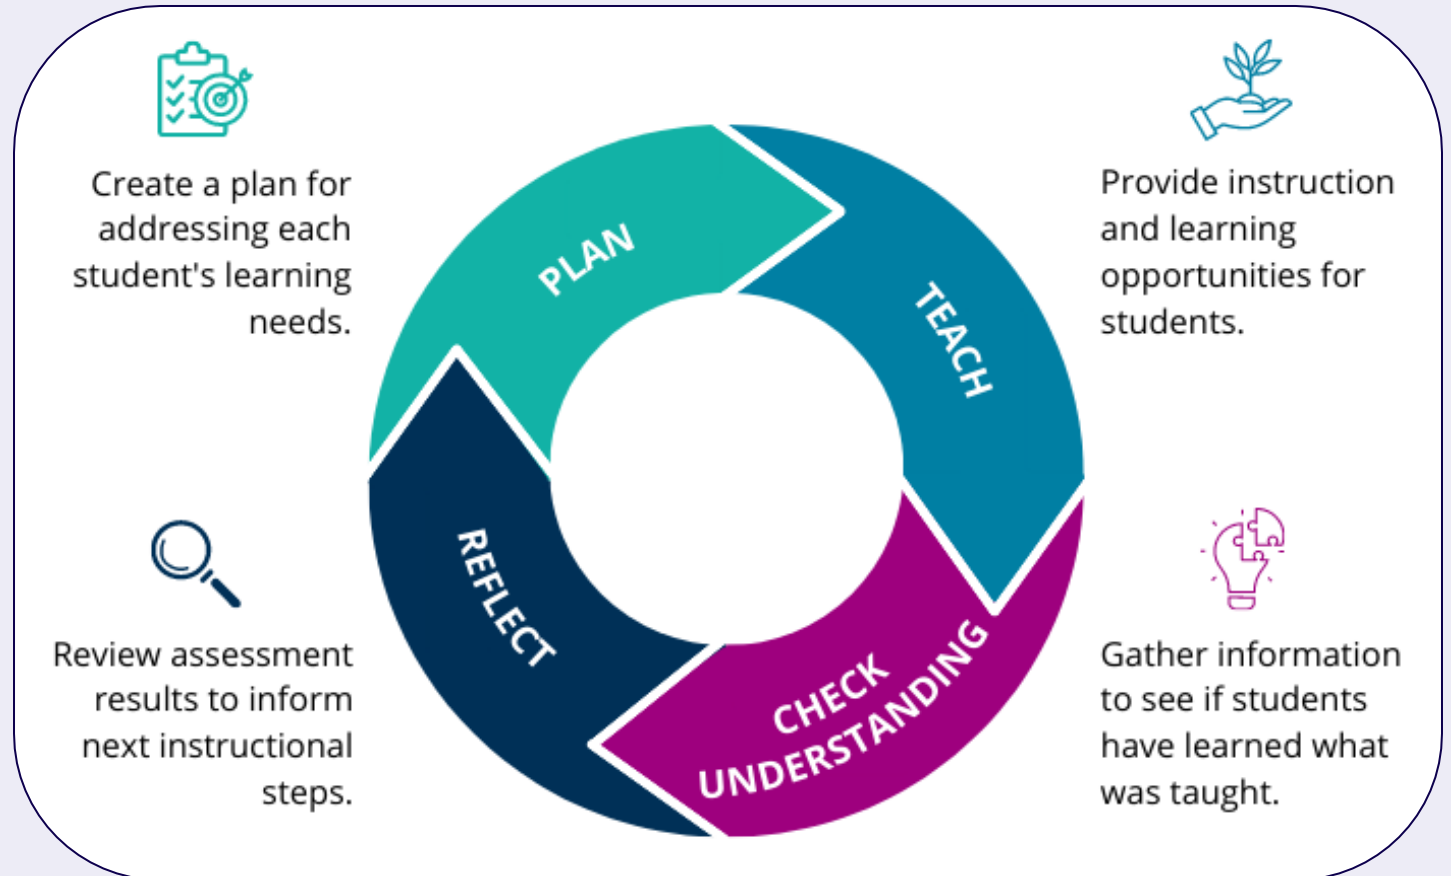 Create a plan for
addressing each
student's learning
needs.
PLAN
TEACH
Provide instruction
and learning
opportunities for
students.
REFLECT
CHECK
UNDERSTANDING
Review assessment
results to inform
next instructional
steps.
Gather information
to see if students
have learned what
was taught.